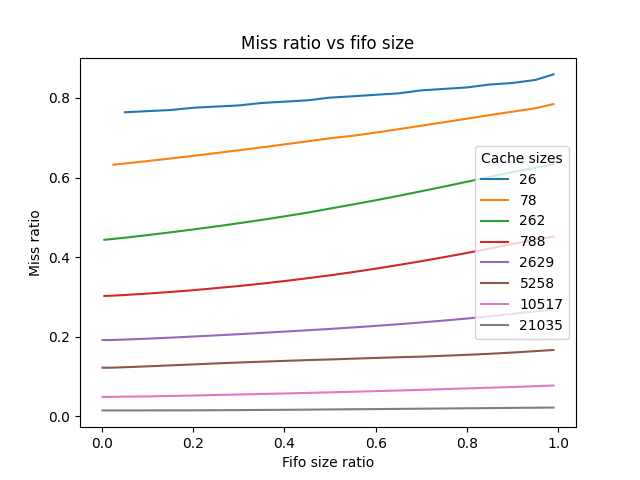 Miss ratio vs fifo size
Miss ratio
0.8
0.6
0.4
0.2
0.0
Cache sizes
26
78
262
788
2629
5258
10517
21035
0.0 0.2 0.4 0.6 0.8 1.0
Fifo size ratio